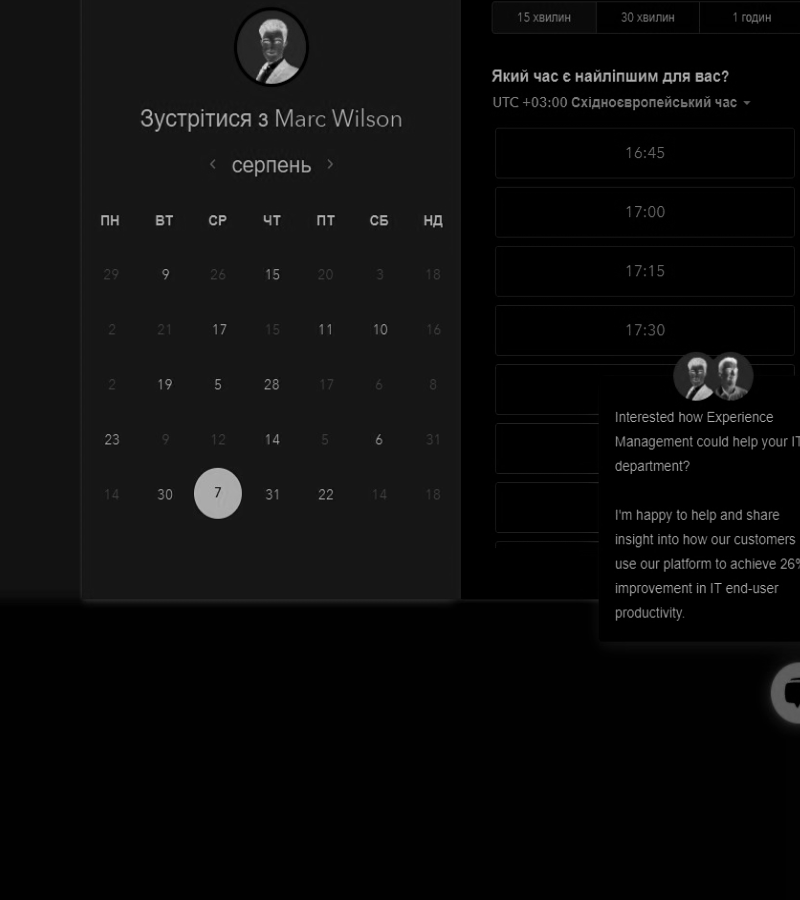 Зустрітися з Marc Wilson
серпень
ПН ВТ СР ЧТ ПТ СБ НД
29 9 26 15 20 3 18
2 21 17 15 11 10 16
2 19 5 28 17 6 8
23 9 12 14 5 6 31
14 30 7 31 22 14 18
15 хвилин 30 хвилин 1 годин
Який час є найліпшим для вас?
UTC +03:00 Східноєвропейський час
16:45
17:00
17:15
17:30
Interested how Experience
Management could help your IT
department?
I'm happy to help and share
insight into how our customers
use our platform to achieve 26%
improvement in IT end-user
productivity.